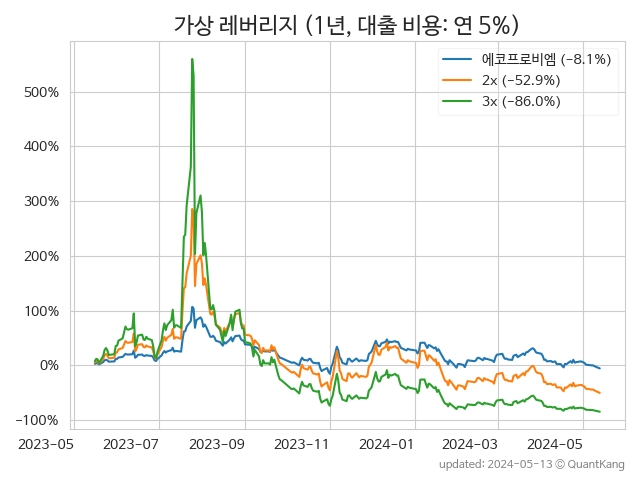 가상 레버리지 (1년, 대출 비용: 연 5%)
에코프로비엠 (−8.1%)
2x (−52.9%)
3x (−86.0%)
500%
400%
300%
200%
100%
0%
−100%
2023-05 2023-07 2023-09 2023-11 2024-01 2024-03 2024-05
updated: 2024-05-13 ⓒ QuantKang